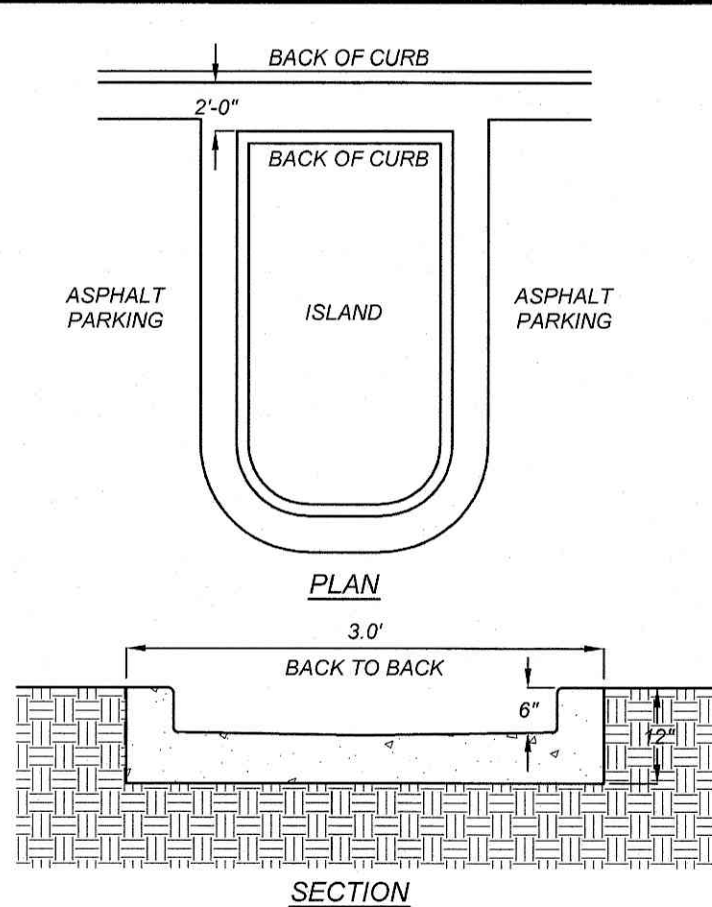 BACK OF CURB
2'-0"
BACK OF CURB
ASPHALT
PARKING
ISLAND
ASPHALT
PARKING
PLAN
3.0'
BACK TO BACK
6"
12"
SECTION